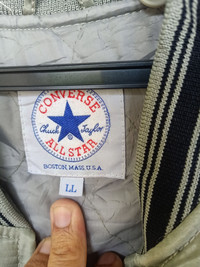 CONVERSE
Chuck Taylor
ALL STAR
BOSTON, MASS. U.S.A.
LL